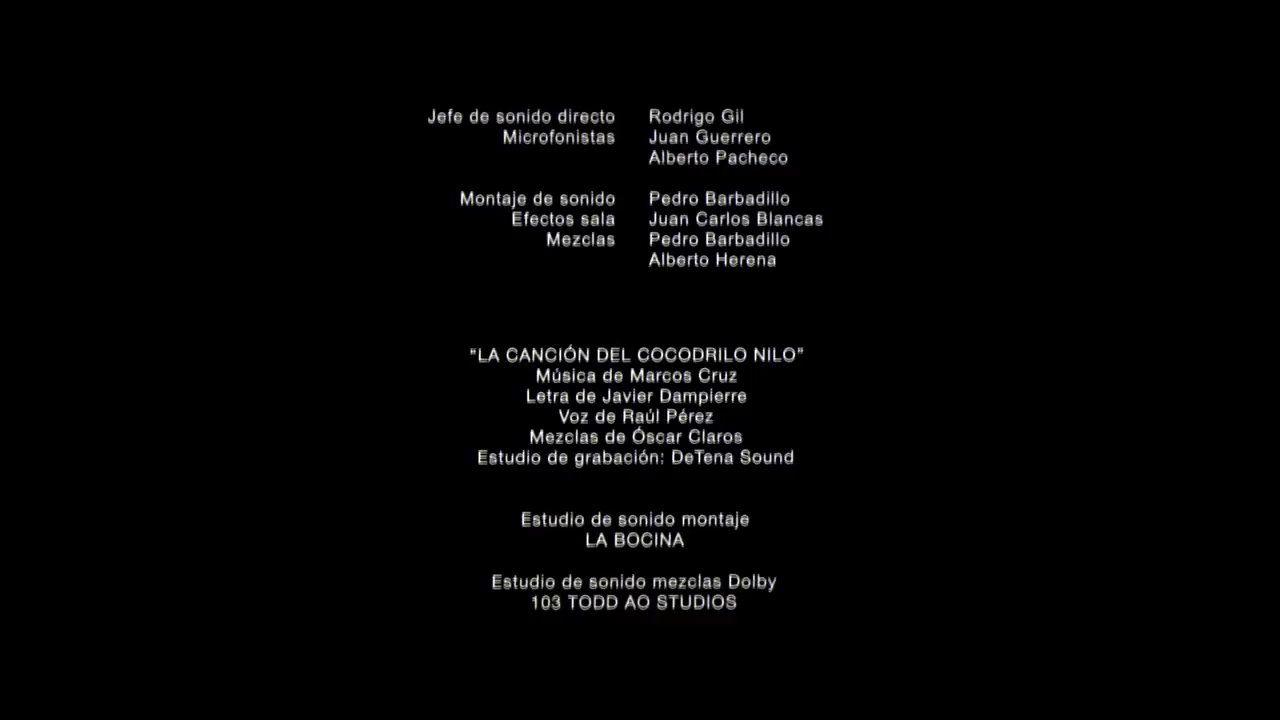 Jefe de sonido directo Rodrigo Gil
Microfonistas Juan Guerrero
Alberto Pacheco
Montaje de sonido Pedro Barbadillo
Efectos sala Juan Carlos Blancas
Mezclas Pedro Barbadillo
Alberto Herena
“LA CANCIÓN DEL COCODRILO NILO”
Música de Marcos Cruz
Letra de Javier Dampierre
Voz de Raúl Pérez
Mezclas de Óscar Claros
Estudio de grabación: DeTena Sound
Estudio de sonido montaje
LA BOCINA
Estudio de sonido mezclas Dolby
103 TODD AO STUDIOS